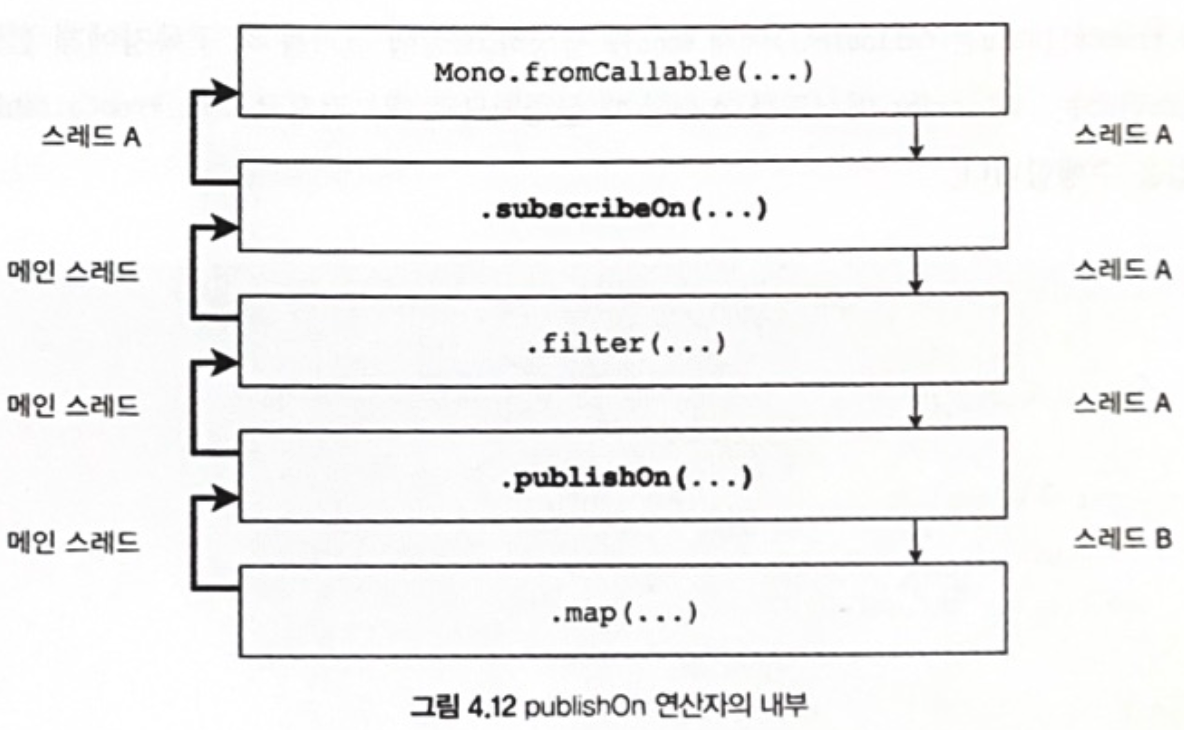 Mono.fromCallable(...)
스레드 A
스레드 A
.subscribeOn(...)
메인 스레드
스레드 A
.filter(...)
메인 스레드
스레드 A
.publishOn(...)
메인 스레드
스레드 B
.map(...)
그림 4.12 publishOn 연산자의 내부